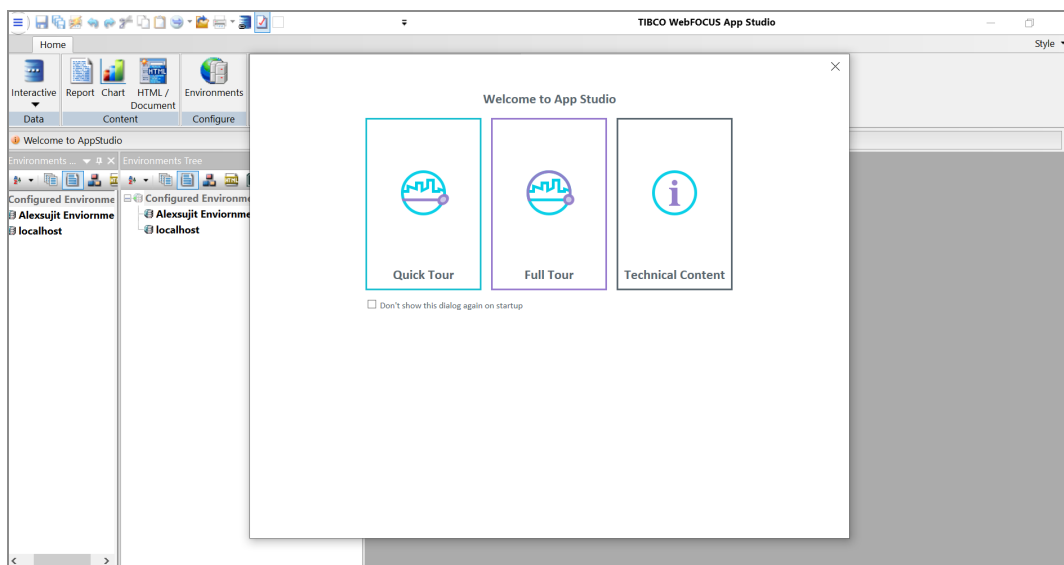 TIBCO WebFOCUS App Studio
Home
Style
Interactive
Report
Chart
HTML /
Document
Environments
Data
Content
Configure
Welcome to AppStudio
Environments ...
Environments Tree
Configured Environme
Alexsujit Enviornme
localhost
Configured Environme
Alexsujit Enviornme
localhost
Welcome to App Studio
Quick Tour
Full Tour
Technical Content
Don't show this dialog again on startup